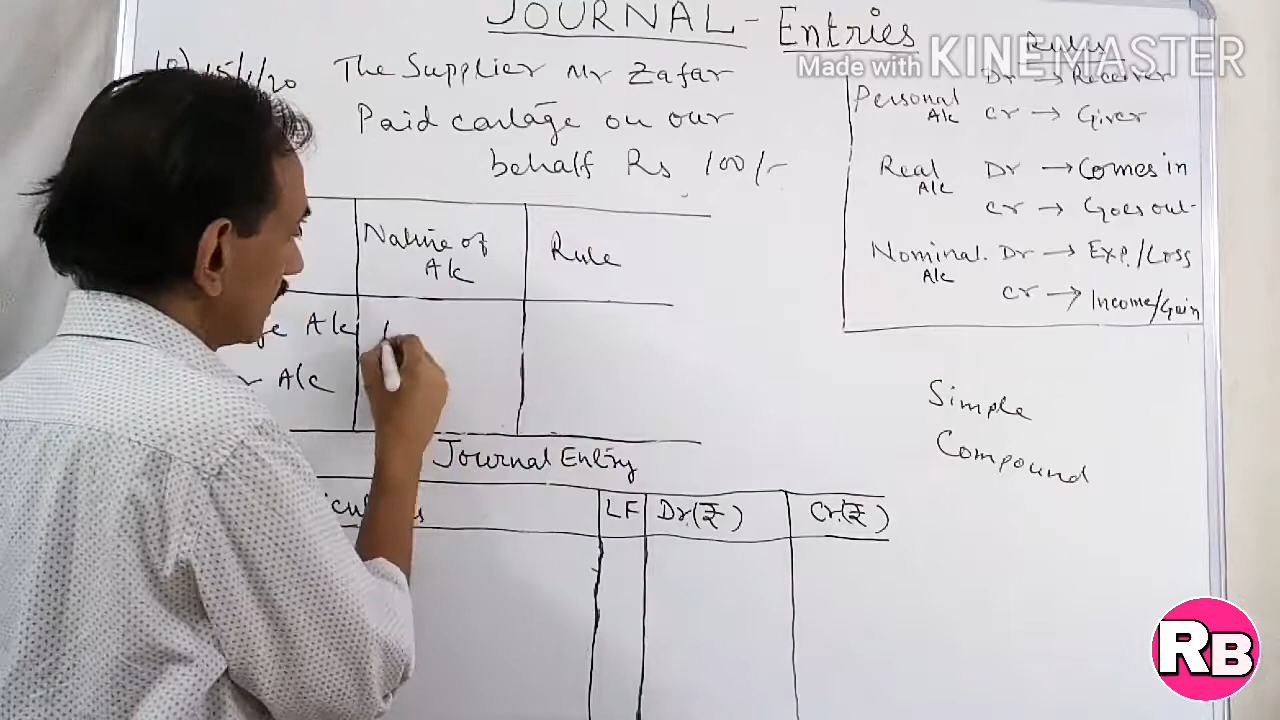 JOURNAL - Entries
Made with KINEMASTER
The Supplier Mr Zafar
Paid cartage on our
behalf Rs 100/-
Rules
Personal A/c Dr → Receiver
Cr → Giver
Real A/c Dr → Comes in
Cr → Goes out
Nominal. A/c Dr → Exp./Loss
Cr → Income/Gain
Nature of A/c
Rule
A/c
A/c
Simple
Compound
Journal Entry
LF Dr.(₹) Cr.(₹)
RB